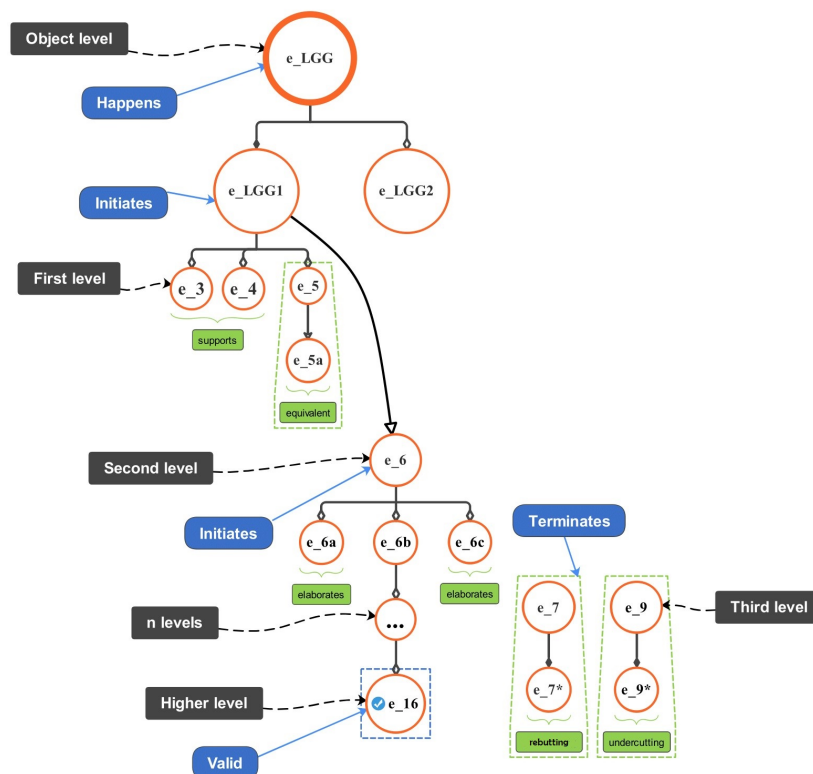 Object level
e_LGG
Happens
e_LGG1
e_LGG2
Initiates
First level
e_3
e_4
e_5
supports
e_5a
equivalent
Second level
e_6
Initiates
Terminates
e_6a
e_6b
e_6c
elaborates
elaborates
e_7
e_9
Third level
n levels
...
Higher level
e_16
e_7*
e_9*
rebutting
undercutting
Valid